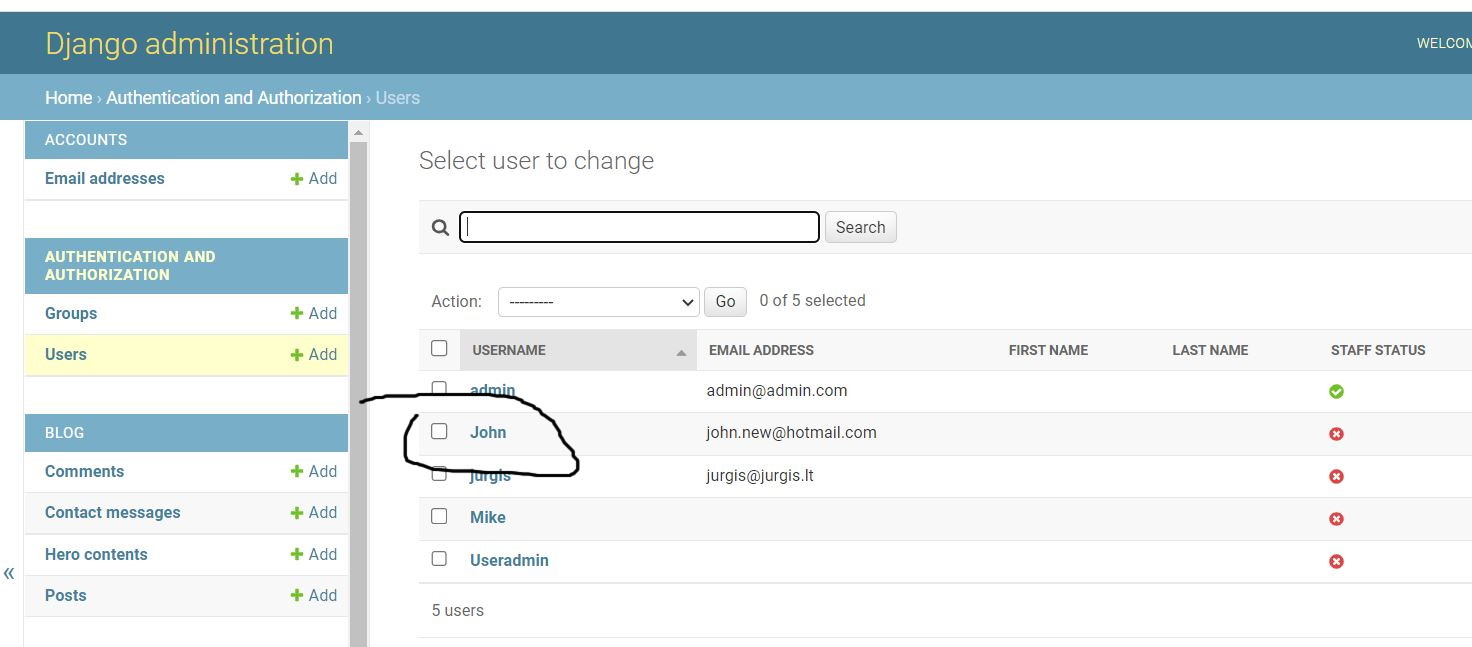 Django administration
WELCOM
Home › Authentication and Authorization › Users
ACCOUNTS
Email addresses + Add
AUTHENTICATION AND
AUTHORIZATION
Groups + Add
Users + Add
BLOG
Comments + Add
Contact messages + Add
Hero contents + Add
Posts + Add
«
Select user to change
Search
Action: --------- Go 0 of 5 selected
USERNAME EMAIL ADDRESS FIRST NAME LAST NAME STAFF STATUS
admin admin@admin.com
John john.new@hotmail.com
jurgis jurgis@jurgis.lt
Mike
Useradmin
5 users